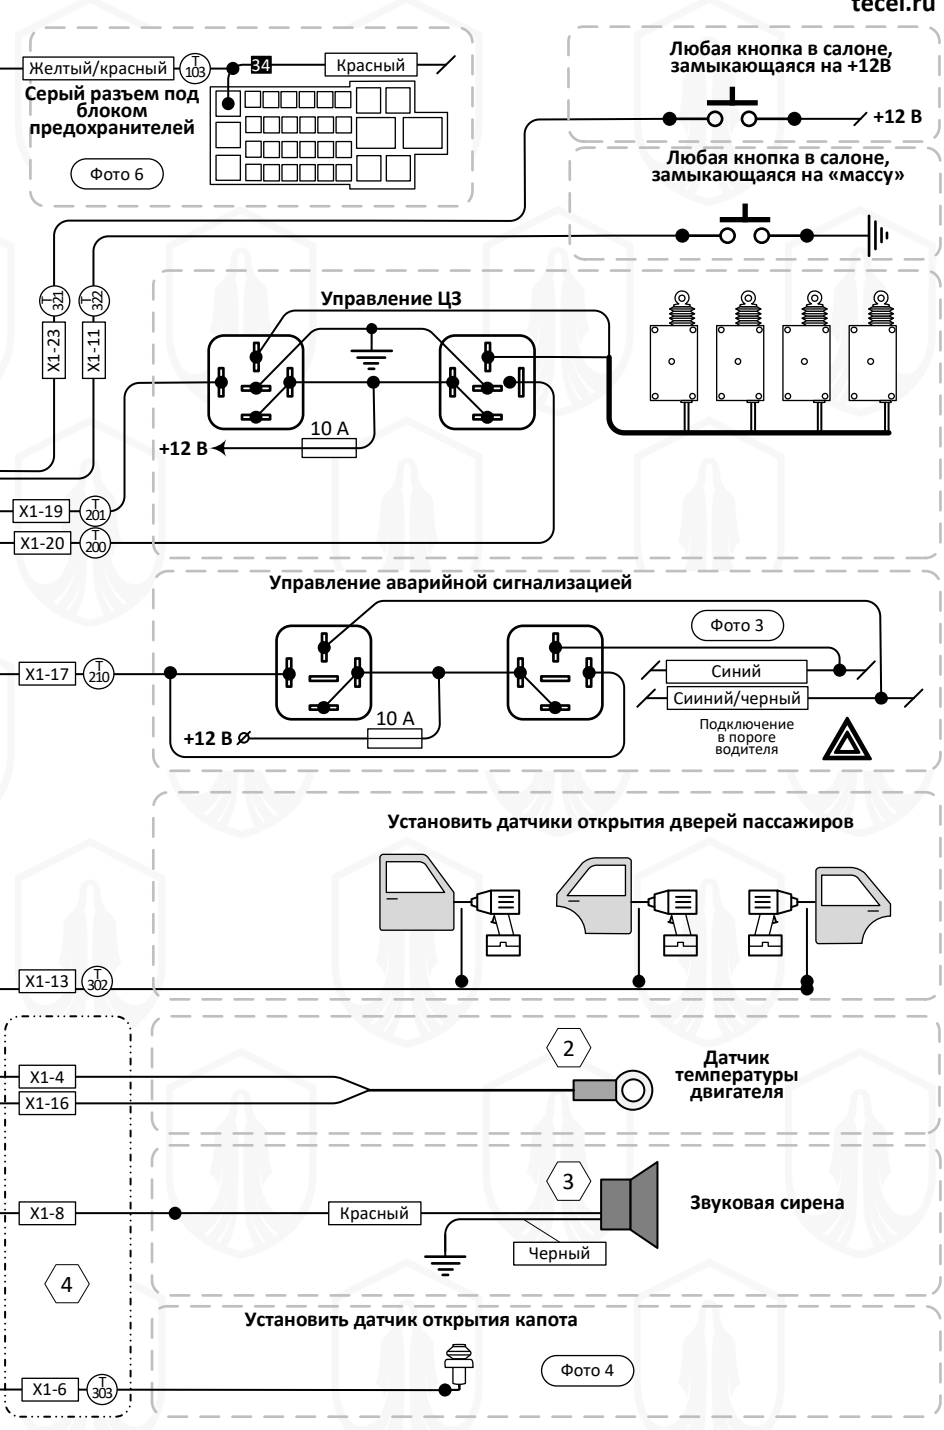 tecel.ru
Желтый/красный
T
103
34
Красный
Серый разъем под
блоком
предохранителей
Фото 6
Любая кнопка в салоне,
замыкающаяся на +12В
+12 В
Любая кнопка в салоне,
замыкающаяся на «массу»
T
321
T
322
X1-23
X1-11
Управление ЦЗ
10 А
+12 В
X1-19
T
201
X1-20
T
200
Управление аварийной сигнализацией
Фото 3
X1-17
T
210
Синий
Сииний/черный
10 А
+12 В
Подключение
в пороге
водителя
Установить датчики открытия дверей пассажиров
X1-13
T
302
X1-4
X1-16
2
Датчик
температуры
двигателя
3
X1-8
Красный
Звуковая сирена
Черный
4
Установить датчик открытия капота
Фото 4
X1-6
T
303